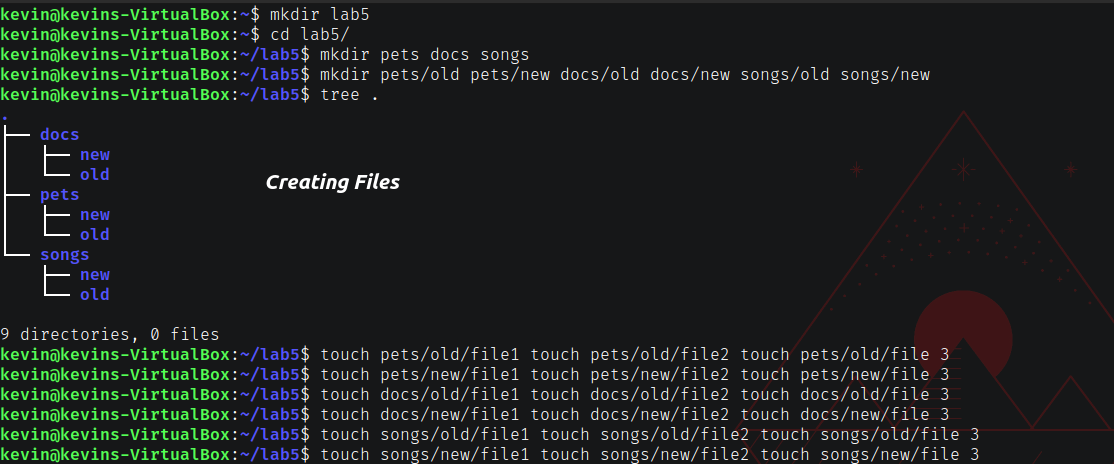 kevin@kevins-VirtualBox:~$ mkdir lab5
kevin@kevins-VirtualBox:~$ cd lab5/
kevin@kevins-VirtualBox:~/lab5$ mkdir pets docs songs
kevin@kevins-VirtualBox:~/lab5$ mkdir pets/old pets/new docs/old docs/new songs/old songs/new
kevin@kevins-VirtualBox:~/lab5$ tree .
.
├── docs
│   ├── new
│   └── old
├── pets
│   ├── new
│   └── old
└── songs
    ├── new
    └── old
Creating Files
9 directories, 0 files
kevin@kevins-VirtualBox:~/lab5$ touch pets/old/file1 touch pets/old/file2 touch pets/old/file 3
kevin@kevins-VirtualBox:~/lab5$ touch pets/new/file1 touch pets/new/file2 touch pets/new/file 3
kevin@kevins-VirtualBox:~/lab5$ touch docs/old/file1 touch docs/old/file2 touch docs/old/file 3
kevin@kevins-VirtualBox:~/lab5$ touch docs/new/file1 touch docs/new/file2 touch docs/new/file 3
kevin@kevins-VirtualBox:~/lab5$ touch songs/old/file1 touch songs/old/file2 touch songs/old/file 3
kevin@kevins-VirtualBox:~/lab5$ touch songs/new/file1 touch songs/new/file2 touch songs/new/file 3